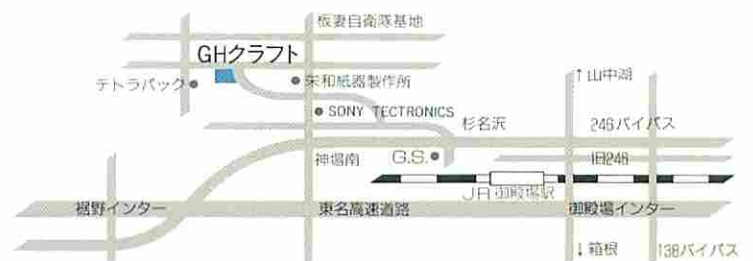 板妻自衛隊基地
GHクラフト
↑山中湖
テトラパック
栄和紙器製作所
SONY TECTRONICS
杉名沢
246バイパス
神場南
G.S.
旧246
JR御殿場駅
裾野インター
東名高速道路
御殿場インター
↓箱根
138バイパス